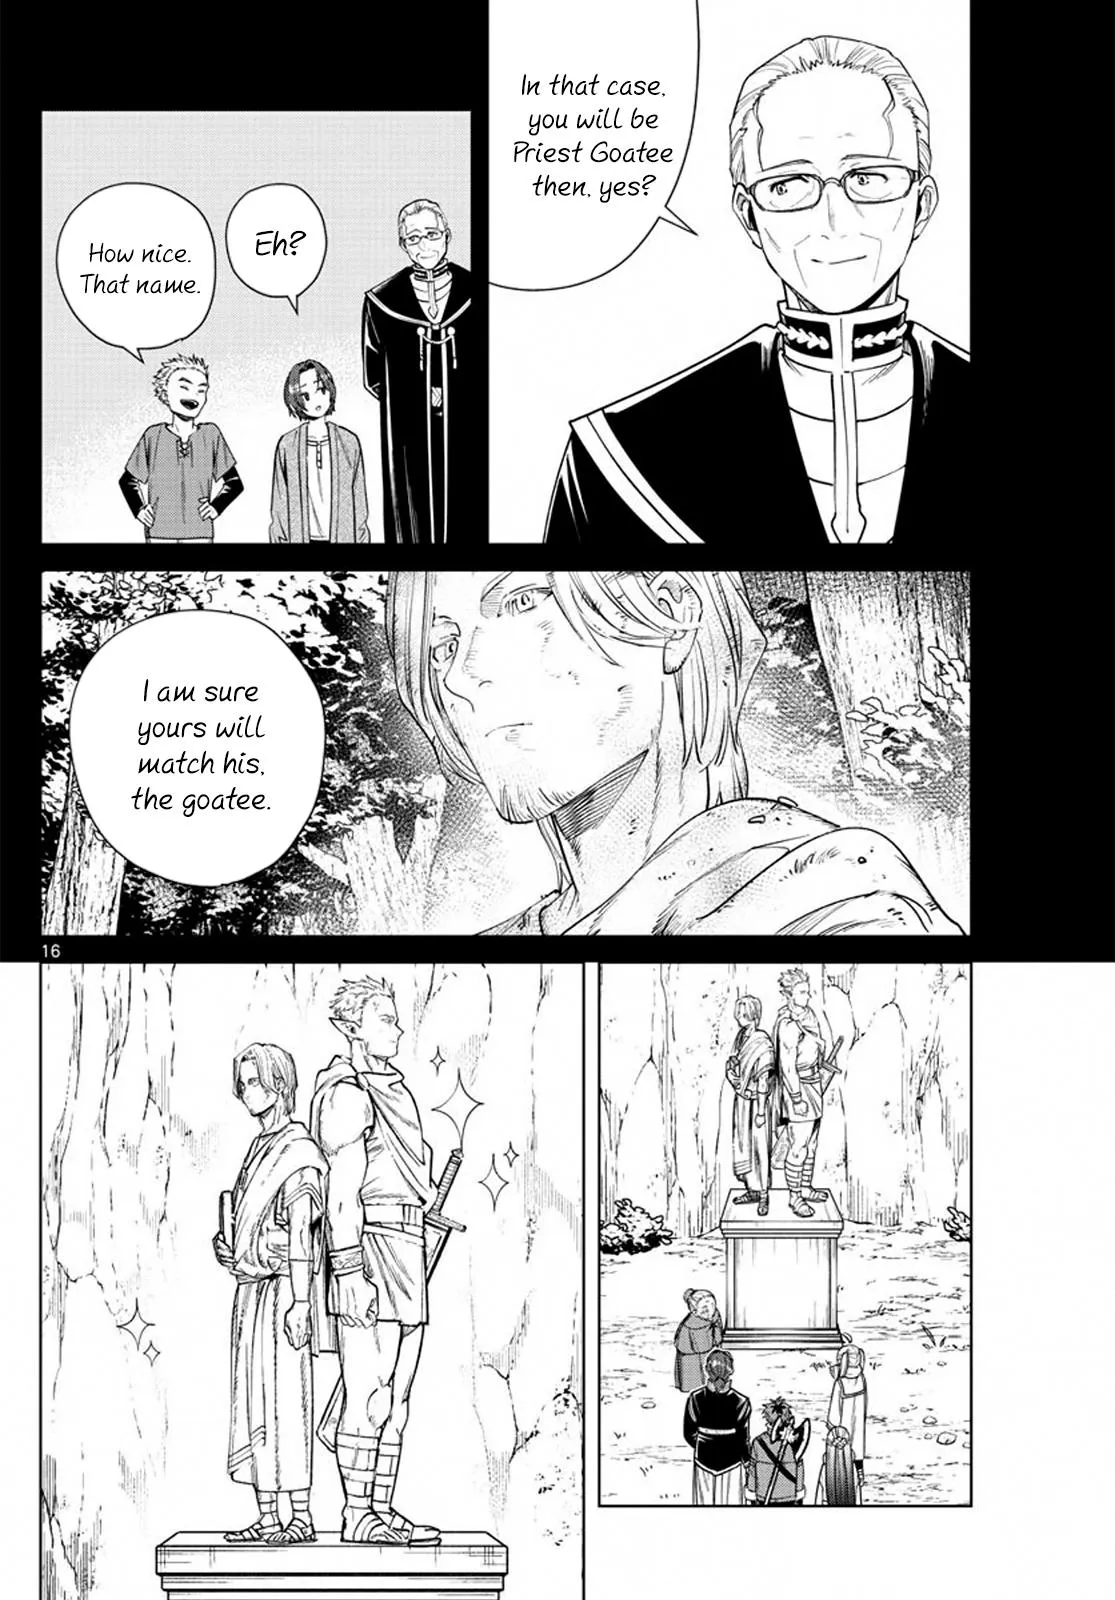 In that case,
you will be
Priest Goatee
then, yes?
Eh?
How nice.
That name.
I am sure
yours will
match his,
the goatee.
16